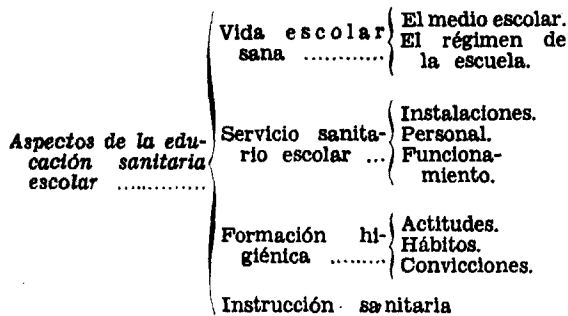 Vida escolar
sana ............
El medio escolar.
El régimen de
la escuela.
Aspectos de la edu-
cación sanitaria
escolar ...............
Servicio sanita-
rio escolar ...
Instalaciones.
Personal.
Funciona-
miento.
Formación hi-
giénica .........
Actitudes.
Hábitos.
Convicciones.
Instrucción sanitaria